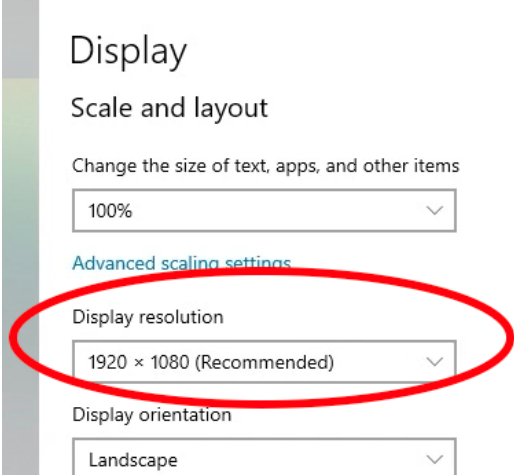 Display
Scale and layout
Change the size of text, apps, and other items
100%
Advanced scaling settings
Display resolution
1920 × 1080 (Recommended)
Display orientation
Landscape